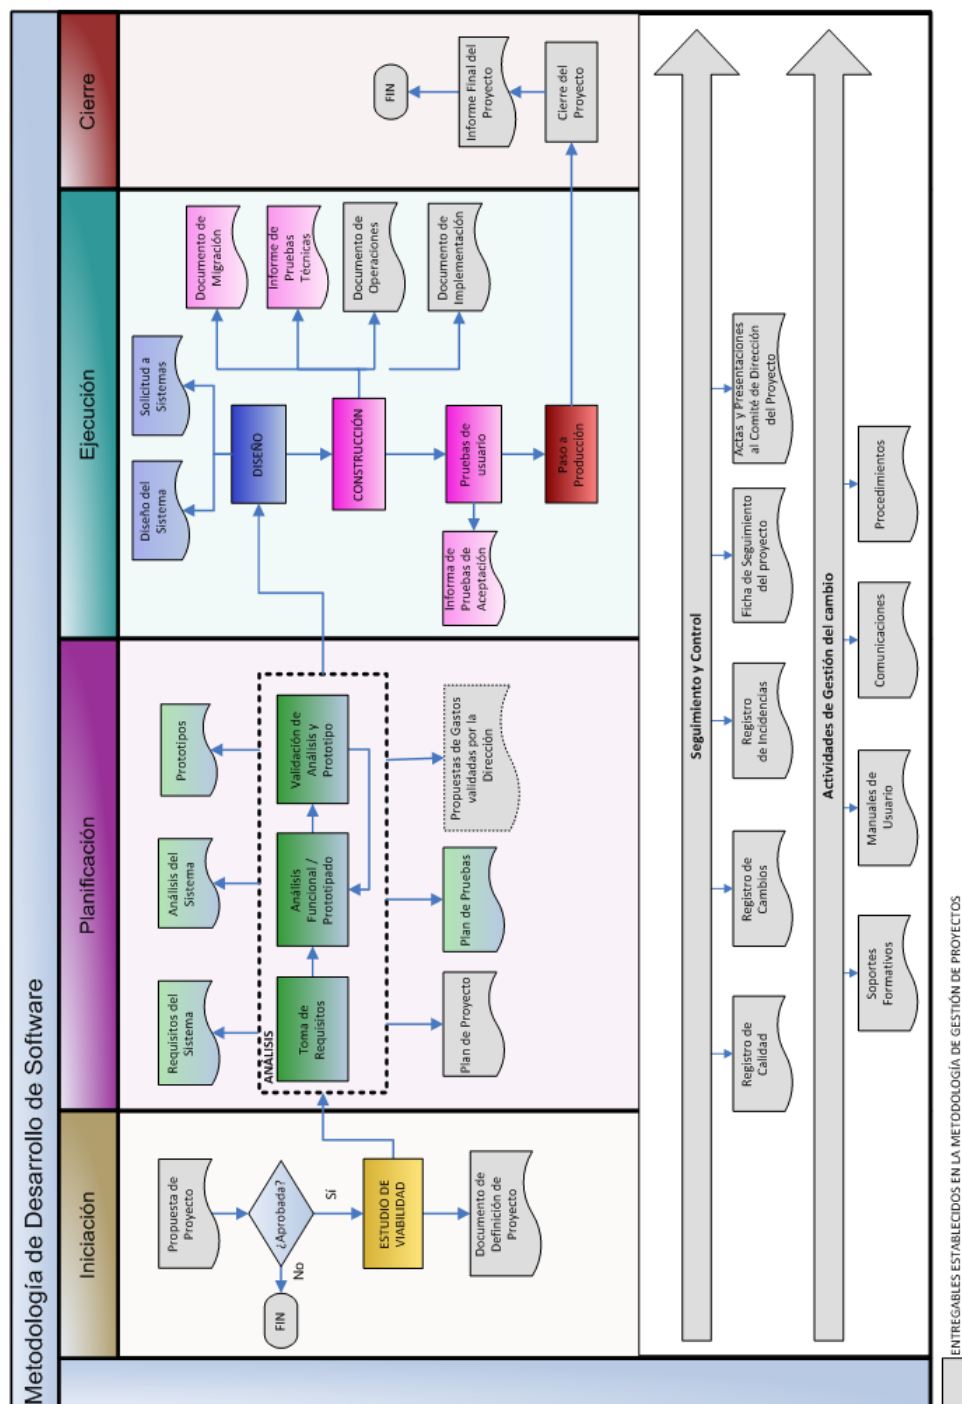 Metodología de Desarrollo de Software
Iniciación
Planificación
Ejecución
Cierre
Propuesta de
Proyecto
¿Aprobada?
No
Sí
FIN
ESTUDIO DE
VIABILIDAD
Documento de
Definición de
Proyecto
Requisitos del
Sistema
Análisis del
Sistema
Prototipos
ANÁLISIS
Toma de
Requisitos
Análisis
Funcional /
Prototipado
Validación de
Análisis y
Prototipo
Plan de Proyecto
Plan de Pruebas
Propuestas de Gastos
validadas por la
Dirección
Diseño del
Sistema
Solicitud a
Sistemas
DISEÑO
Documento de
Migración
Informe de
Pruebas
Técnicas
Documento de
Operaciones
Documento de
Implementación
CONSTRUCCIÓN
Pruebas de
usuario
Informa de
Pruebas de
Aceptación
Paso a
Producción
FIN
Informe Final del
Proyecto
Cierre del
Proyecto
Seguimiento y Control
Registro de
Calidad
Registro de
Cambios
Registro
de Incidencias
Ficha de Seguimiento
del proyecto
Actas y Presentaciones
al Comité de Dirección
del Proyecto
Actividades de Gestión del cambio
Soportes
Formativos
Manuales de
Usuario
Comunicaciones
Procedimientos
ENTREGABLES ESTABLECIDOS EN LA METODOLOGÍA DE GESTIÓN DE PROYECTOS